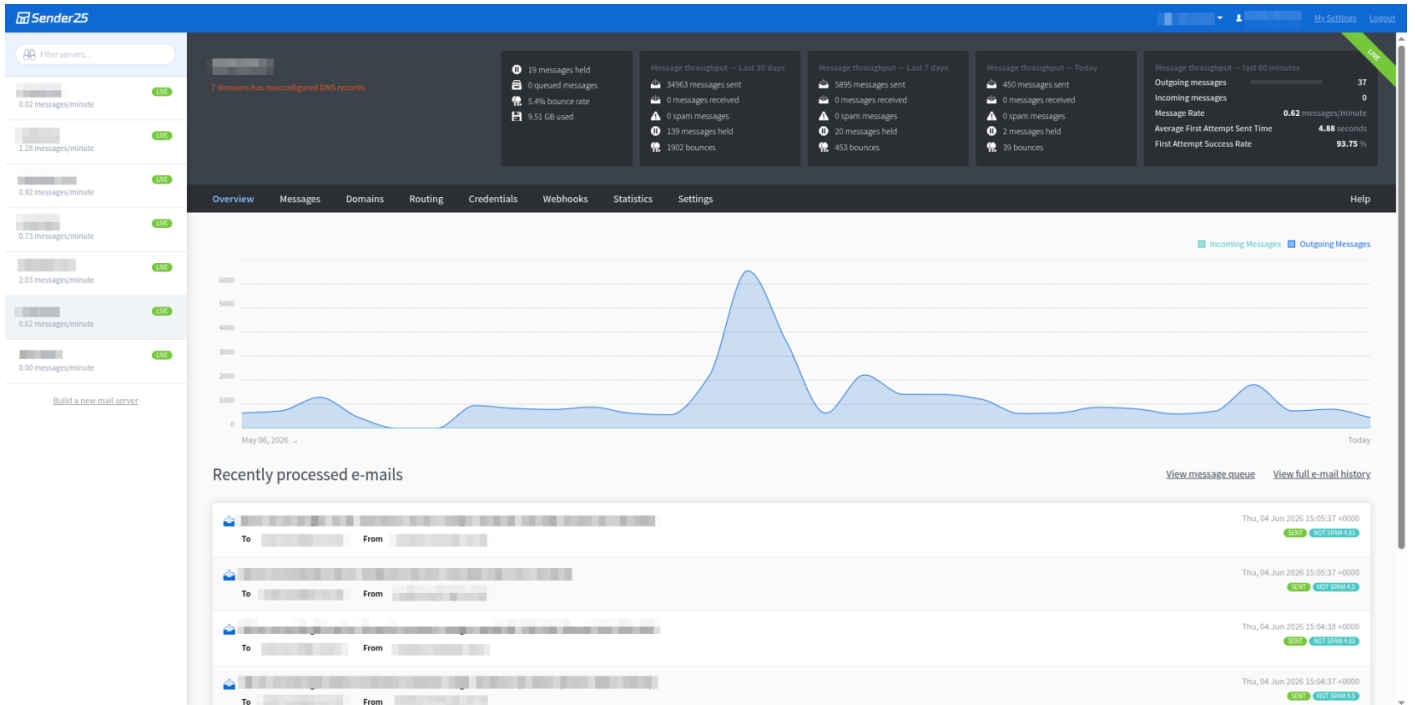 Sender25
My Settings Logout
Filter servers...
LIVE
0.02 messages/minute
LIVE
1.28 messages/minute
LIVE
0.92 messages/minute
LIVE
0.73 messages/minute
LIVE
2.03 messages/minute
LIVE
0.62 messages/minute
LIVE
0.00 messages/minute
Build a new mail server
7 domains has misconfigured DNS records
19 messages held
0 queued messages
5.4% bounce rate
9.51 GB used
Message throughput — Last 30 days
34963 messages sent
0 messages received
0 spam messages
139 messages held
1902 bounces
Message throughput — Last 7 days
5895 messages sent
0 messages received
0 spam messages
20 messages held
453 bounces
Message throughput — Today
450 messages sent
0 messages received
0 spam messages
2 messages held
39 bounces
Message throughput — last 60 minutes
Outgoing messages 37
Incoming messages 0
Message Rate 0.62 messages/minute
Average First Attempt Sent Time 4.88 seconds
First Attempt Success Rate 93.75 %
LIVE
Overview Messages Domains Routing Credentials Webhooks Statistics Settings Help
Incoming Messages Outgoing Messages
6000
5000
4000
3000
2000
1000
0
May 06, 2026 → Today
Recently processed e-mails View message queue View full e-mail history
Thu, 04 Jun 2026 15:05:37 +0000
To From SENT NOT SPAM 4.83
Thu, 04 Jun 2026 15:05:37 +0000
To From SENT NOT SPAM 4.5
Thu, 04 Jun 2026 15:04:38 +0000
To From SENT NOT SPAM 4.83
Thu, 04 Jun 2026 15:04:37 +0000
To From SENT NOT SPAM 4.5